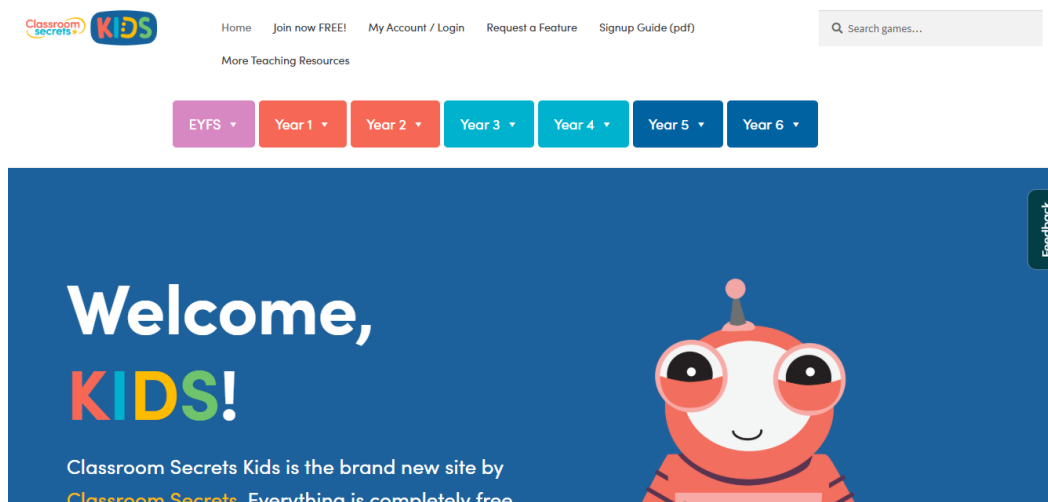 Classroom Secrets KIDS
Home Join now FREE! My Account / Login Request a Feature Signup Guide (pdf)
Search games...
More Teaching Resources
EYFS Year 1 Year 2 Year 3 Year 4 Year 5 Year 6
Feedback
Welcome,
KIDS!
Classroom Secrets Kids is the brand new site by
Classroom Secrets. Everything is completely free